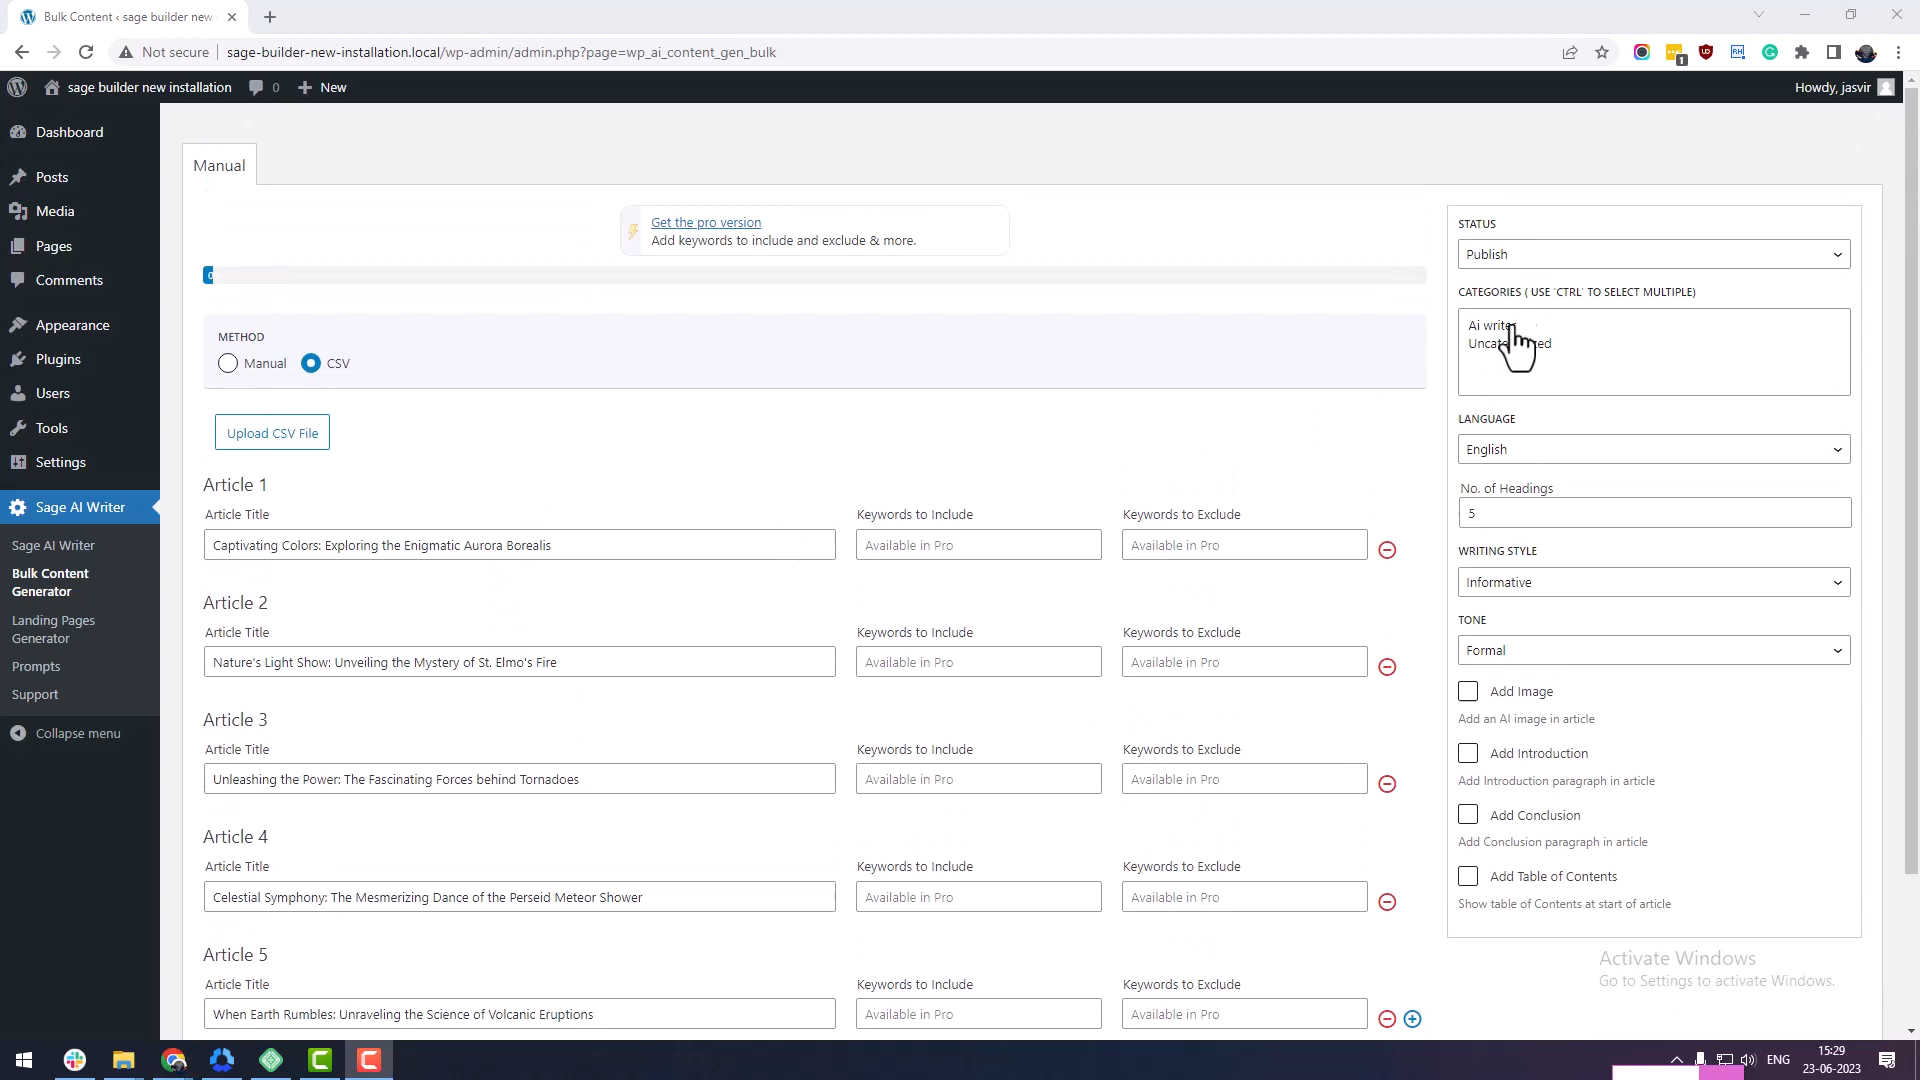 Bulk Content ‹ sage builder new
Not secure
sage-builder-new-installation.local/wp-admin/admin.php?page=wp_ai_content_gen_bulk
1
sage builder new installation
0
New
Howdy, jasvir
Dashboard
Posts
Media
Pages
Comments
Appearance
Plugins
Users
Tools
Settings
Sage AI Writer
Sage AI Writer
Bulk Content
Generator
Landing Pages
Generator
Prompts
Support
Collapse menu
Manual
Get the pro version
Add keywords to include and exclude & more.
METHOD
Manual
CSV
Upload CSV File
Article 1
Article Title
Keywords to Include
Keywords to Exclude
Captivating Colors: Exploring the Enigmatic Aurora Borealis
Available in Pro
Available in Pro
Article 2
Article Title
Keywords to Include
Keywords to Exclude
Nature's Light Show: Unveiling the Mystery of St. Elmo's Fire
Available in Pro
Available in Pro
Article 3
Article Title
Keywords to Include
Keywords to Exclude
Unleashing the Power: The Fascinating Forces behind Tornadoes
Available in Pro
Available in Pro
Article 4
Article Title
Keywords to Include
Keywords to Exclude
Celestial Symphony: The Mesmerizing Dance of the Perseid Meteor Shower
Available in Pro
Available in Pro
Article 5
Article Title
Keywords to Include
Keywords to Exclude
When Earth Rumbles: Unraveling the Science of Volcanic Eruptions
Available in Pro
Available in Pro
STATUS
Publish
CATEGORIES ( USE 'CTRL' TO SELECT MULTIPLE)
Ai
LANGUAGE
English
No. of Headings
5
WRITING STYLE
Informative
TONE
Formal
Add Image
Add an AI image in article
Add Introduction
Add Introduction paragraph in article
Add Conclusion
Add Conclusion paragraph in article
Add Table of Contents
Show table of Contents at start of article
Activate Windows
Go to Settings to activate Windows.
ENG
15:29
23-06-2023